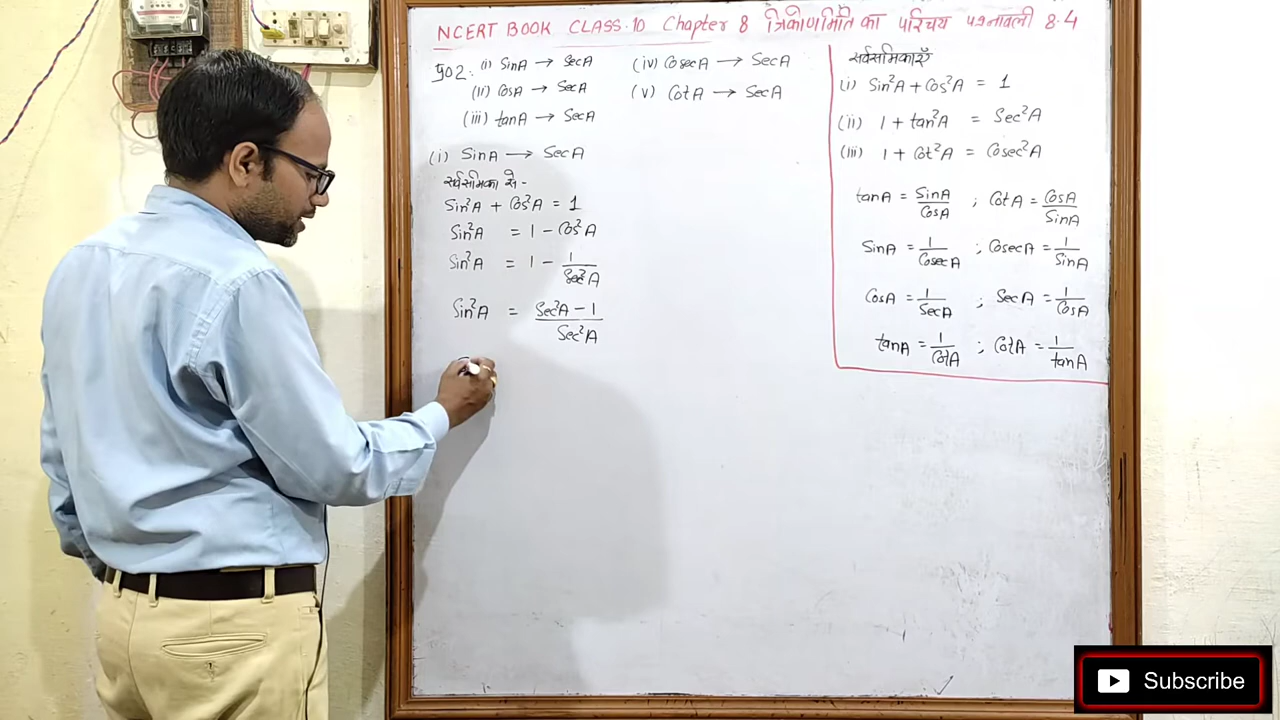 NCERT BOOK CLASS-10 Chapter 8 त्रिकोणमिति का परिचय प्रश्नावली 8.4
प्र02. (i) SinA → SecA
(ii) CosA → SecA
(iii) tanA → SecA
(iv) CosecA → SecA
(v) CotA → SecA
(i) SinA → SecA
सर्वसमिका से -
Sin²A + Cos²A = 1
Sin²A = 1 - Cos²A
Sin²A = 1 - 1/Sec²A
Sin²A = Sec²A - 1/Sec²A
सर्वसमिकाएँ
(i) Sin²A + Cos²A = 1
(ii) 1 + tan²A = Sec²A
(iii) 1 + Cot²A = Cosec²A
tanA = SinA/CosA ; CotA = CosA/SinA
SinA = 1/CosecA ; CosecA = 1/SinA
CosA = 1/SecA ; SecA = 1/CosA
tanA = 1/CotA ; CotA = 1/tanA
Subscribe